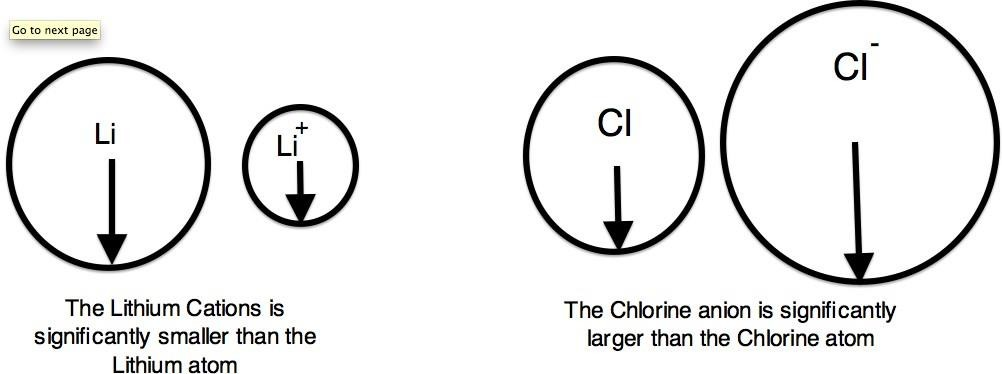 Go to next page
Li
Li+
Cl
Cl-
The Lithium Cations is
significantly smaller than the
Lithium atom
The Chlorine anion is significantly
larger than the Chlorine atom